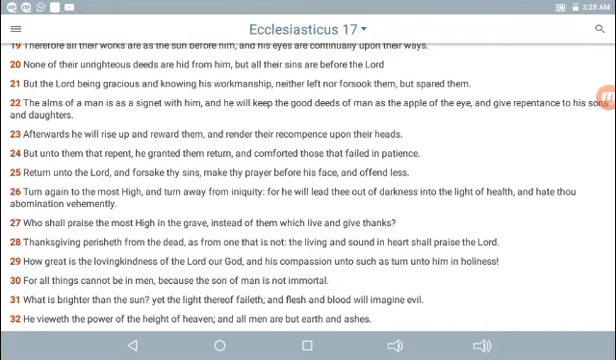 3:28 AM
Ecclesiasticus 17
19 Therefore all their works are as the sun before him, and his eyes are continually upon their ways.
20 None of their unrighteous deeds are hid from him, but all their sins are before the Lord
21 But the Lord being gracious and knowing his workmanship, neither left nor forsook them, but spared them.
22 The alms of a man is as a signet with him, and he will keep the good deeds of man as the apple of the eye, and give repentance to his sons
and daughters.
23 Afterwards he will rise up and reward them, and render their recompence upon their heads.
24 But unto them that repent, he granted them return, and comforted those that failed in patience.
25 Return unto the Lord, and forsake thy sins, make thy prayer before his face, and offend less.
26 Turn again to the most High, and turn away from iniquity: for he will lead thee out of darkness into the light of health, and hate thou
abomination vehemently.
27 Who shall praise the most High in the grave, instead of them which live and give thanks?
28 Thanksgiving perisheth from the dead, as from one that is not: the living and sound in heart shall praise the Lord.
29 How great is the lovingkindness of the Lord our God, and his compassion unto such as turn unto him in holiness!
30 For all things cannot be in men, because the son of man is not immortal.
31 What is brighter than the sun? yet the light thereof faileth; and flesh and blood will imagine evil.
32 He vieweth the power of the height of heaven; and all men are but earth and ashes.